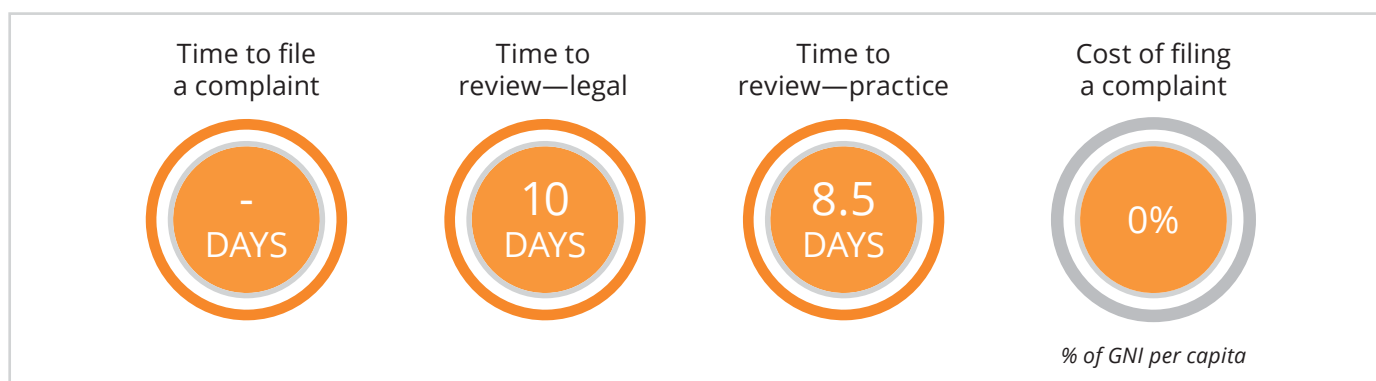 Time to file
a complaint
-
DAYS
Time to
review—legal
10
DAYS
Time to
review—practice
8.5
DAYS
Cost of filing
a complaint
0%
% of GNI per capita